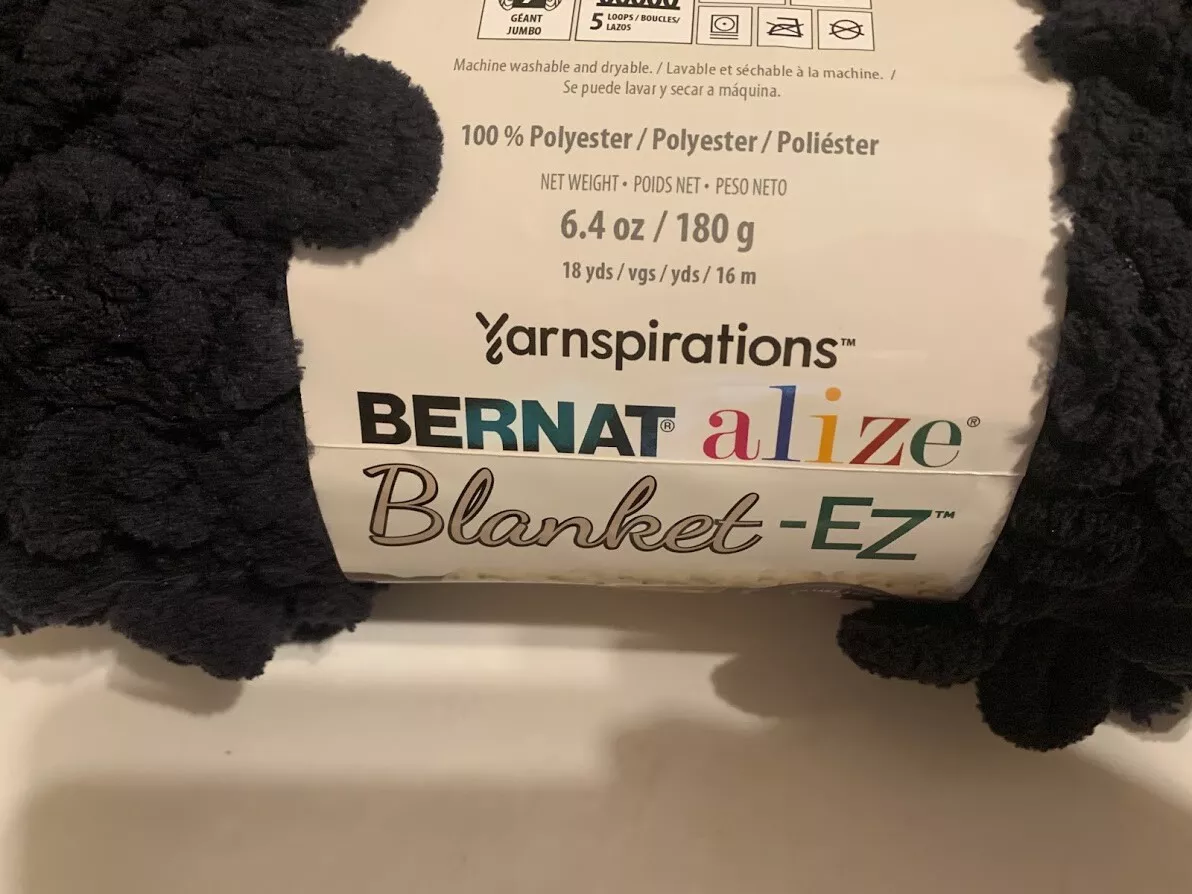 GÉANT
JUMBO
5 LOOPS / BOUCLES/
LAZOS
Machine washable and dryable. / Lavable et séchable à la machine. /
Se puede lavar y secar a máquina.
100 % Polyester / Polyester / Poliéster
NET WEIGHT • POIDS NET • PESO NETO
6.4 oz / 180 g
18 yds / vgs / yds / 16 m
Yarnspirations™
BERNAT® alize®
Blanket-EZ™